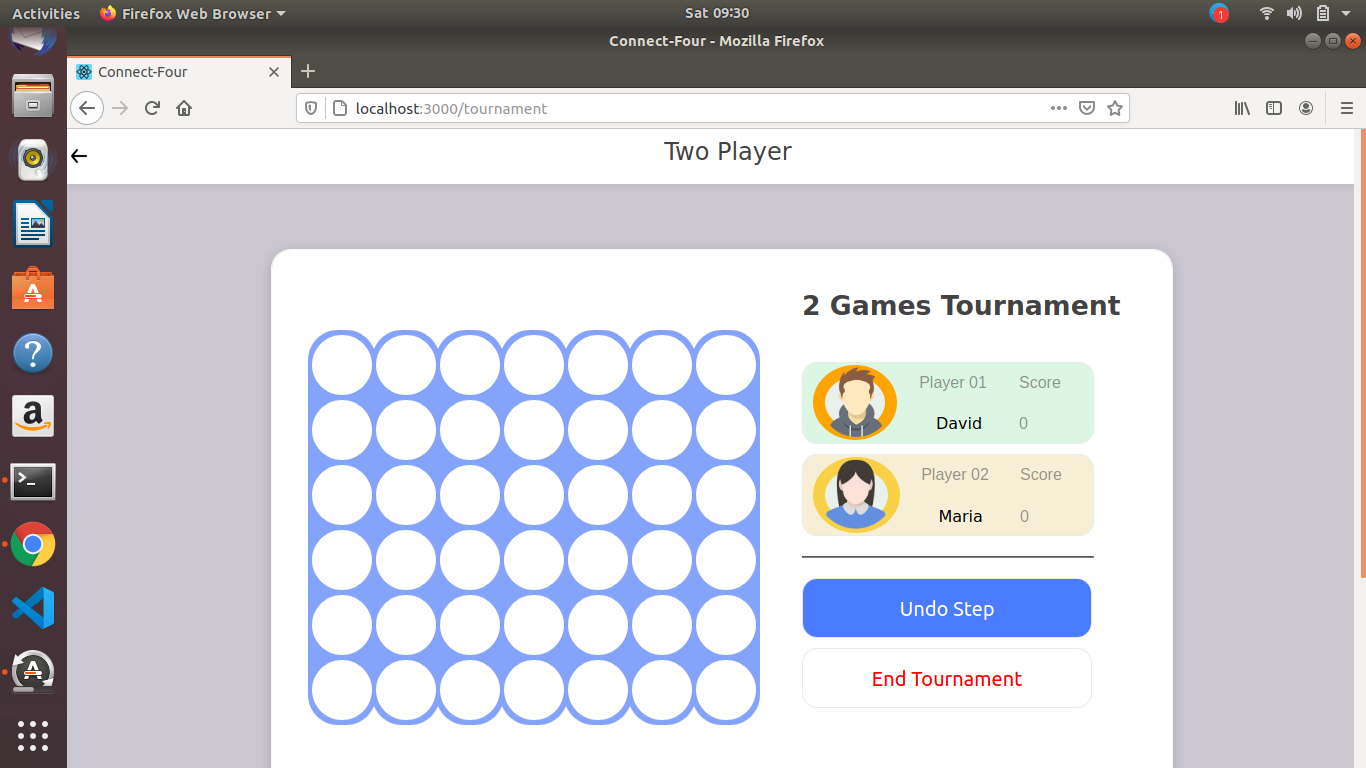 Activities Firefox Web Browser Sat 09:30 1
Connect-Four - Mozilla Firefox
Connect-Four
localhost:3000/tournament
Two Player
2 Games Tournament
Player 01 Score
David 0
Player 02 Score
Maria 0
Undo Step
End Tournament